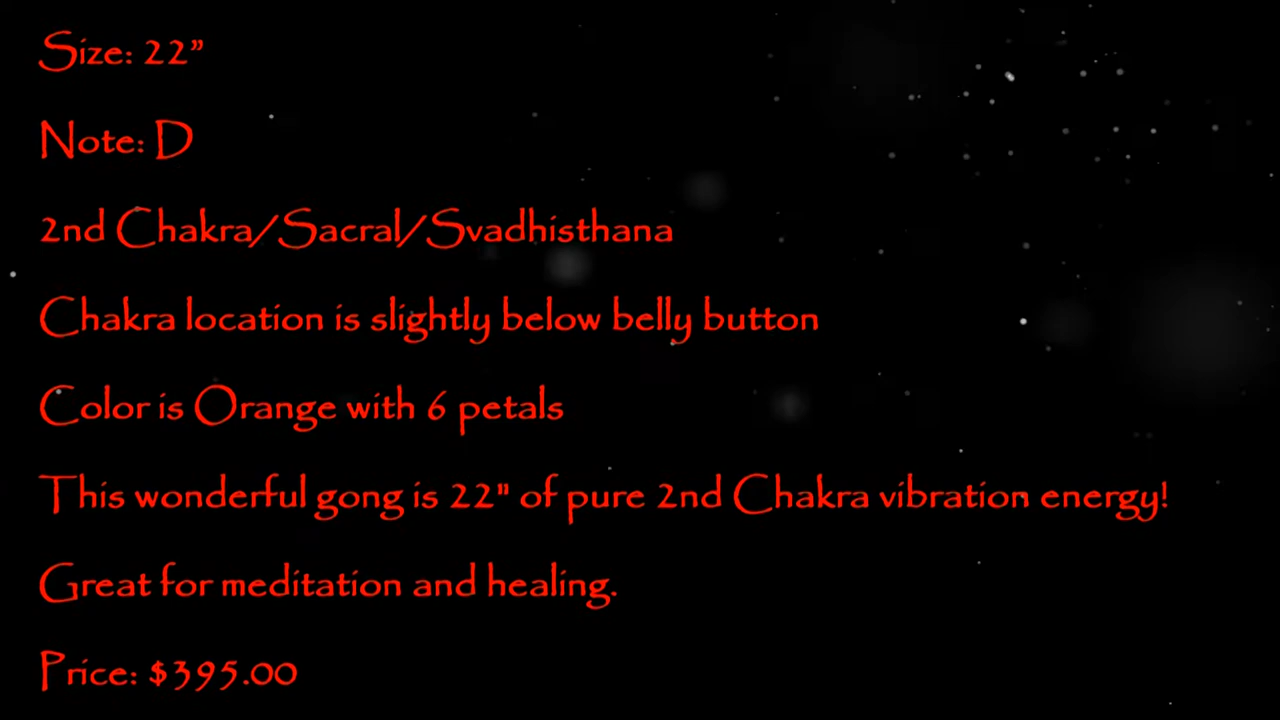 Size: 22”
Note: D
2nd Chakra/Sacral/Svadhisthana
Chakra location is slightly below belly button
Color is Orange with 6 petals
This wonderful gong is 22" of pure 2nd Chakra vibration energy!
Great for meditation and healing.
Price: $395.00